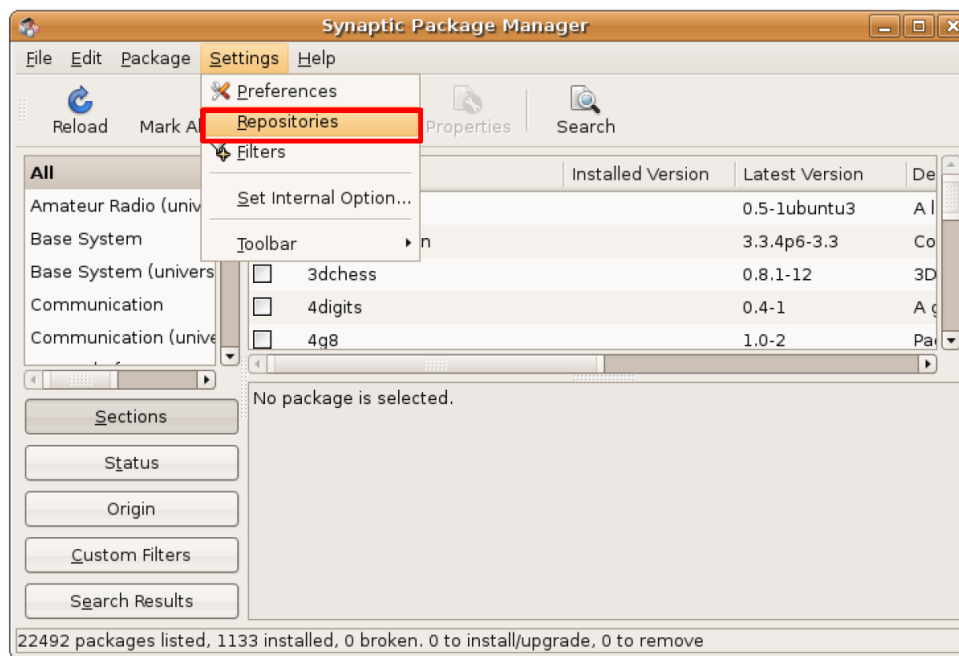 Synaptic Package Manager
File Edit Package Settings Help
Preferences
Repositories
Filters
Set Internal Option...
Toolbar
Reload Mark Properties Search
All Installed Version Latest Version
Amateur Radio 0.5-1ubuntu3
Base System 3.3.4p6-3.3
Base System 3dchess 0.8.1-12 3D
Communication 4digits 0.4-1 A
Communication 4g8 1.0-2
No package is selected.
Sections
Status
Origin
Custom Filters
Search Results
22492 packages listed, 1133 installed, 0 broken. 0 to install/upgrade, 0 to remove